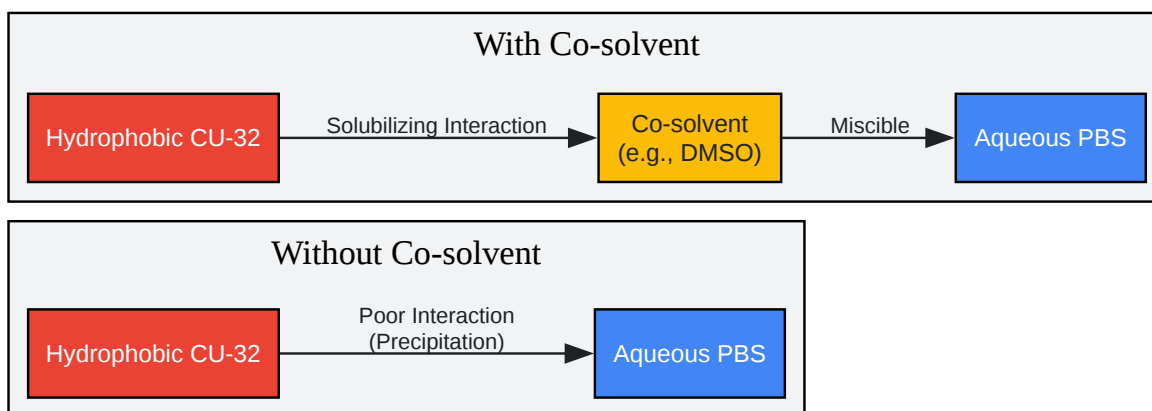 With Co-solvent
Hydrophobic CU-32
Solubilizing Interaction
Co-solvent
(e.g., DMSO)
Miscible
Aqueous PBS
Without Co-solvent
Hydrophobic CU-32
Poor Interaction
(Precipitation)
Aqueous PBS